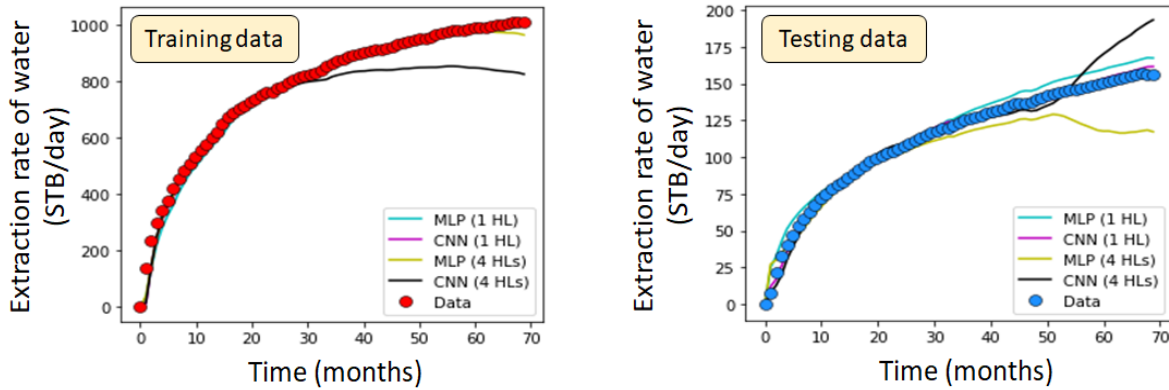 Training data
Extraction rate of water
(STB/day)
1000
800
600
400
200
0
MLP (1 HL)
CNN (1 HL)
MLP (4 HLs)
CNN (4 HLs)
Data
0 10 20 30 40 50 60 70
Time (months)
Testing data
Extraction rate of water
(STB/day)
200
175
150
125
100
75
50
25
0
MLP (1 HL)
CNN (1 HL)
MLP (4 HLs)
CNN (4 HLs)
Data
0 10 20 30 40 50 60 70
Time (months)